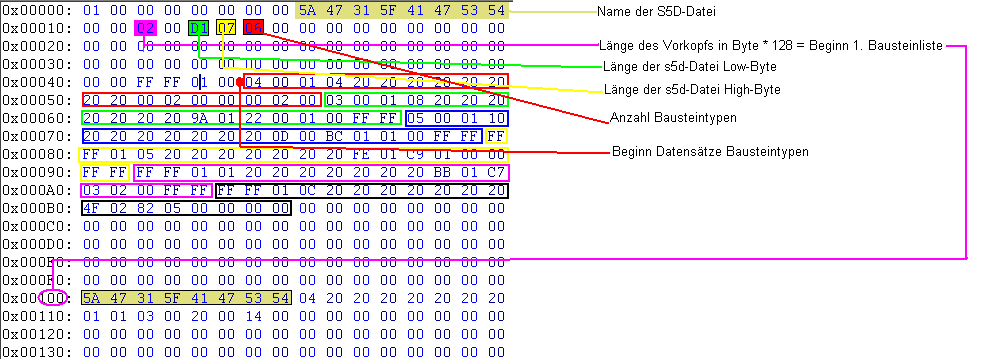 0x00000: 01 00 00 00 00 00 00 00 5A 47 31 5F 41 47 53 54 Name der S5D-Datei
0x00010: 00 00 02 00 D1 07 06 00 00 00 00 00 00 00 00 00
0x00020: 00 00 00 00 00 00 00 00 00 00 00 00 00 00 00 00 Länge des Vorkopfs in Byte * 128 = Beginn 1. Bausteinliste
0x00030: 00 00 00 00 00 00 00 00 00 00 00 00 00 00 00 00 Länge der s5d-Datei Low-Byte
0x00040: 00 00 FF FF 01 00 04 00 01 04 20 20 20 20 20 20 Länge der s5d-Datei High-Byte
0x00050: 20 20 00 02 00 00 00 02 00 03 00 01 08 20 20 20
0x00060: 20 20 20 20 9A 01 22 00 01 00 FF FF 05 00 01 10 Anzahl Bausteintypen
0x00070: 20 20 20 20 20 20 20 0D 00 BC 01 01 00 FF FF FF
0x00080: FF 01 05 20 20 20 20 20 20 20 FE 01 C9 01 00 00 Beginn Datensätze Bausteintypen
0x00090: FF FF FF FF 01 01 20 20 20 20 20 20 20 BB 01 C7
0x000A0: 03 02 00 FF FF FF FF 01 0C 20 20 20 20 20 20 20
0x000B0: 4F 02 82 05 00 00 00 00 00 00 00 00 00 00 00 00
0x000C0: 00 00 00 00 00 00 00 00 00 00 00 00 00 00 00 00
0x000D0: 00 00 00 00 00 00 00 00 00 00 00 00 00 00 00 00
0x000E0: 00 00 00 00 00 00 00 00 00 00 00 00 00 00 00 00
0x000F0: 00 00 00 00 00 00 00 00 00 00 00 00 00 00 00 00
0x00100: 5A 47 31 5F 41 47 53 54 04 20 20 20 20 20 20 20
0x00110: 01 01 03 00 20 00 14 00 00 00 00 00 00 00 00 00
0x00120: 00 00 00 00 00 00 00 00 00 00 00 00 00 00 00 00
0x00130: 00 00 00 00 00 00 00 00 00 00 00 00 00 00 00 00